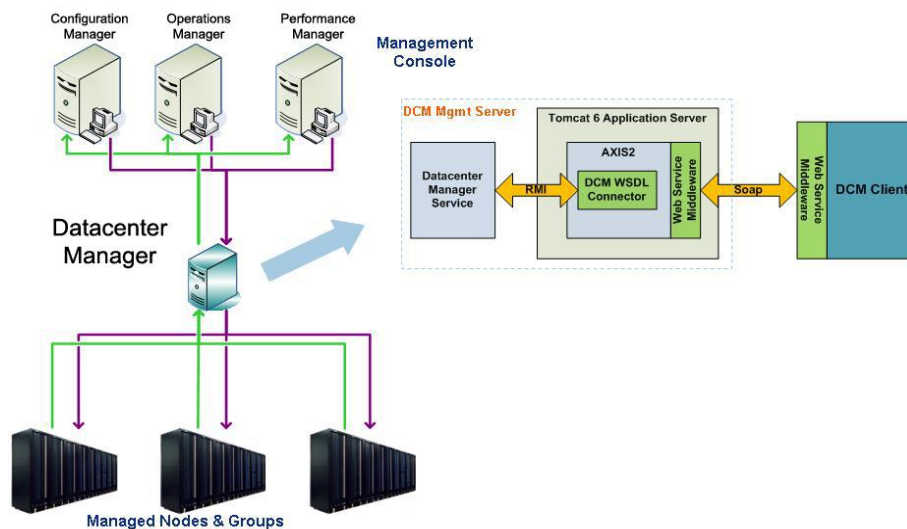 Configuration
Manager
Operations
Manager
Performance
Manager
Management
Console
Datacenter
Manager
Managed Nodes & Groups
DCM Mgmt Server
Tomcat 6 Application Server
Datacenter
Manager
Service
RMI
AXIS2
DCM WSDL
Connector
Web Service
Middleware
Soap
Web Service
Middleware
DCM Client